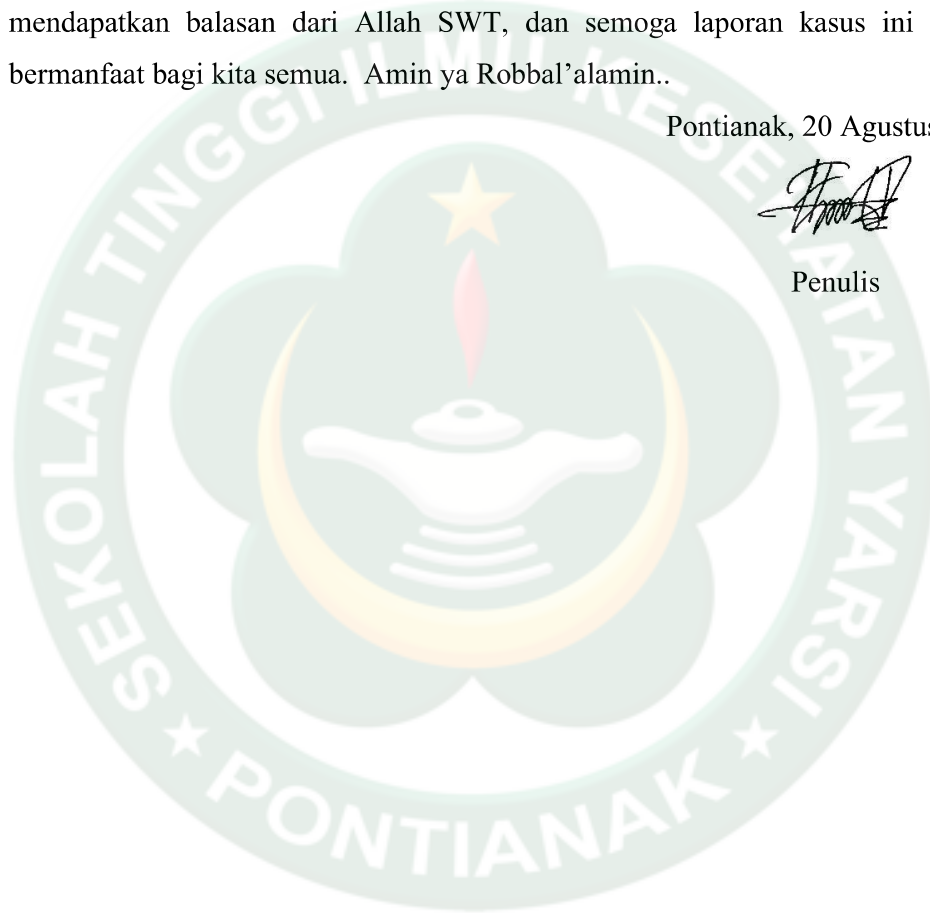 mendapatkan balasan dari Allah SWT, dan semoga laporan kasus ini
bermanfaat bagi kita semua.  Amin ya Robbal’alamin..
Pontianak, 20 Agustus
Penulis
SEKOLAH TINGGI ILMU KESEHATAN YARSI
PONTIANAK